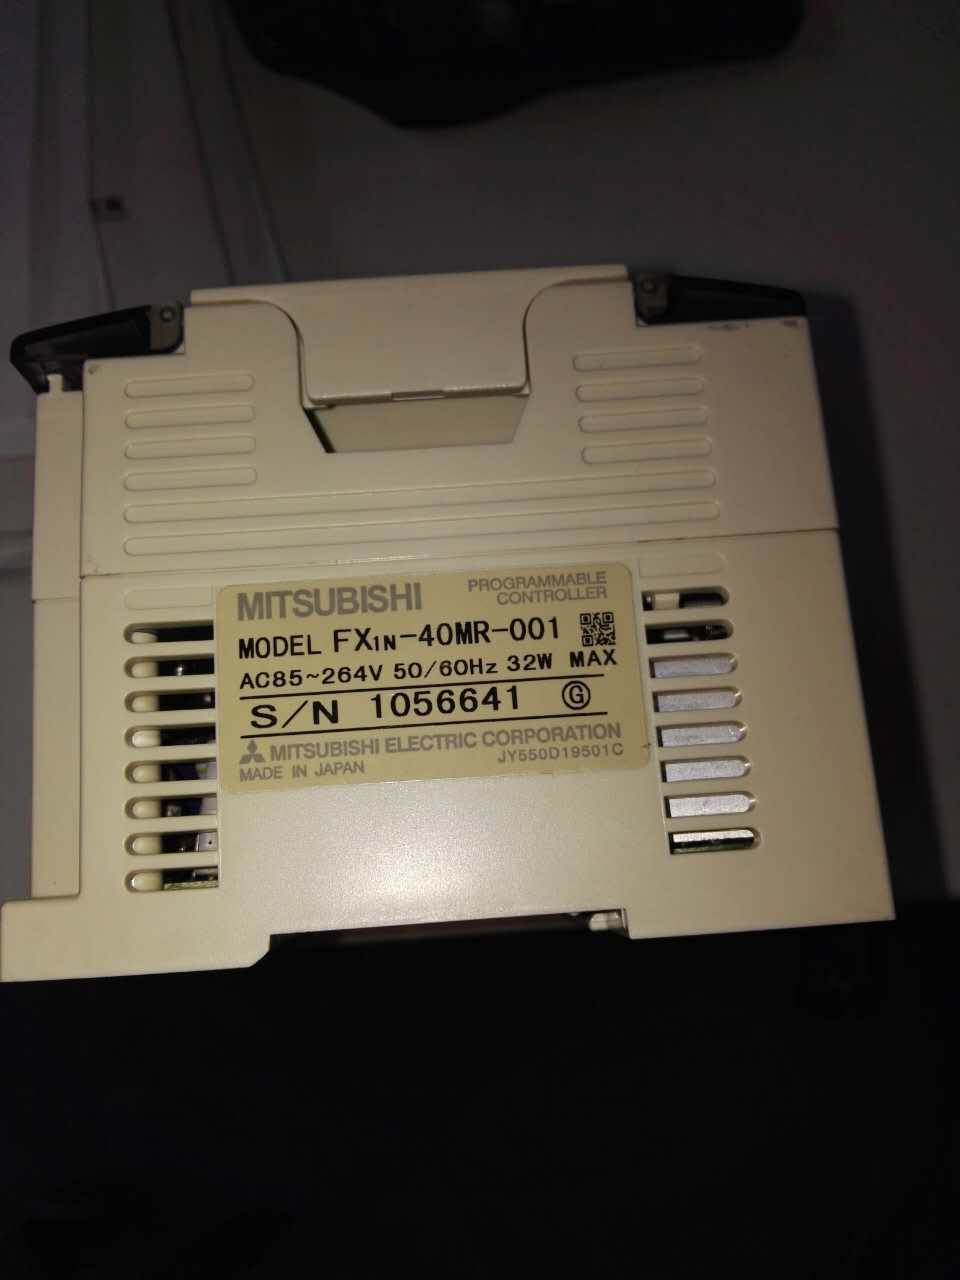 MITSUBISHI
PROGRAMMABLE
CONTROLLER
MODEL FX1N-40MR-001
AC85~264V 50/60Hz 32W MAX
S/N 1056641 G
MITSUBISHI ELECTRIC CORPORATION
MADE IN JAPAN
JY550D19501C